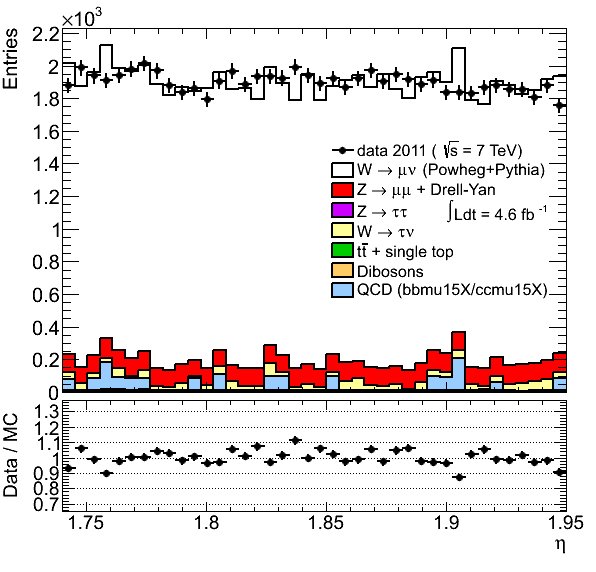 ×10³
Entries
2.2
2
1.8
1.6
1.4
1.2
1
0.8
0.6
0.4
0.2
0
data 2011 ( √s = 7 TeV)
W → μν (Powheg+Pythia)
Z → μμ + Drell-Yan
Z → ττ
∫Ldt = 4.6 fb⁻¹
W → τν
tt̄ + single top
Dibosons
QCD (bbmu15X/ccmu15X)
Data / MC
1.3
1.2
1.1
1
0.9
0.8
0.7
1.75 1.8 1.85 1.9 1.95
η